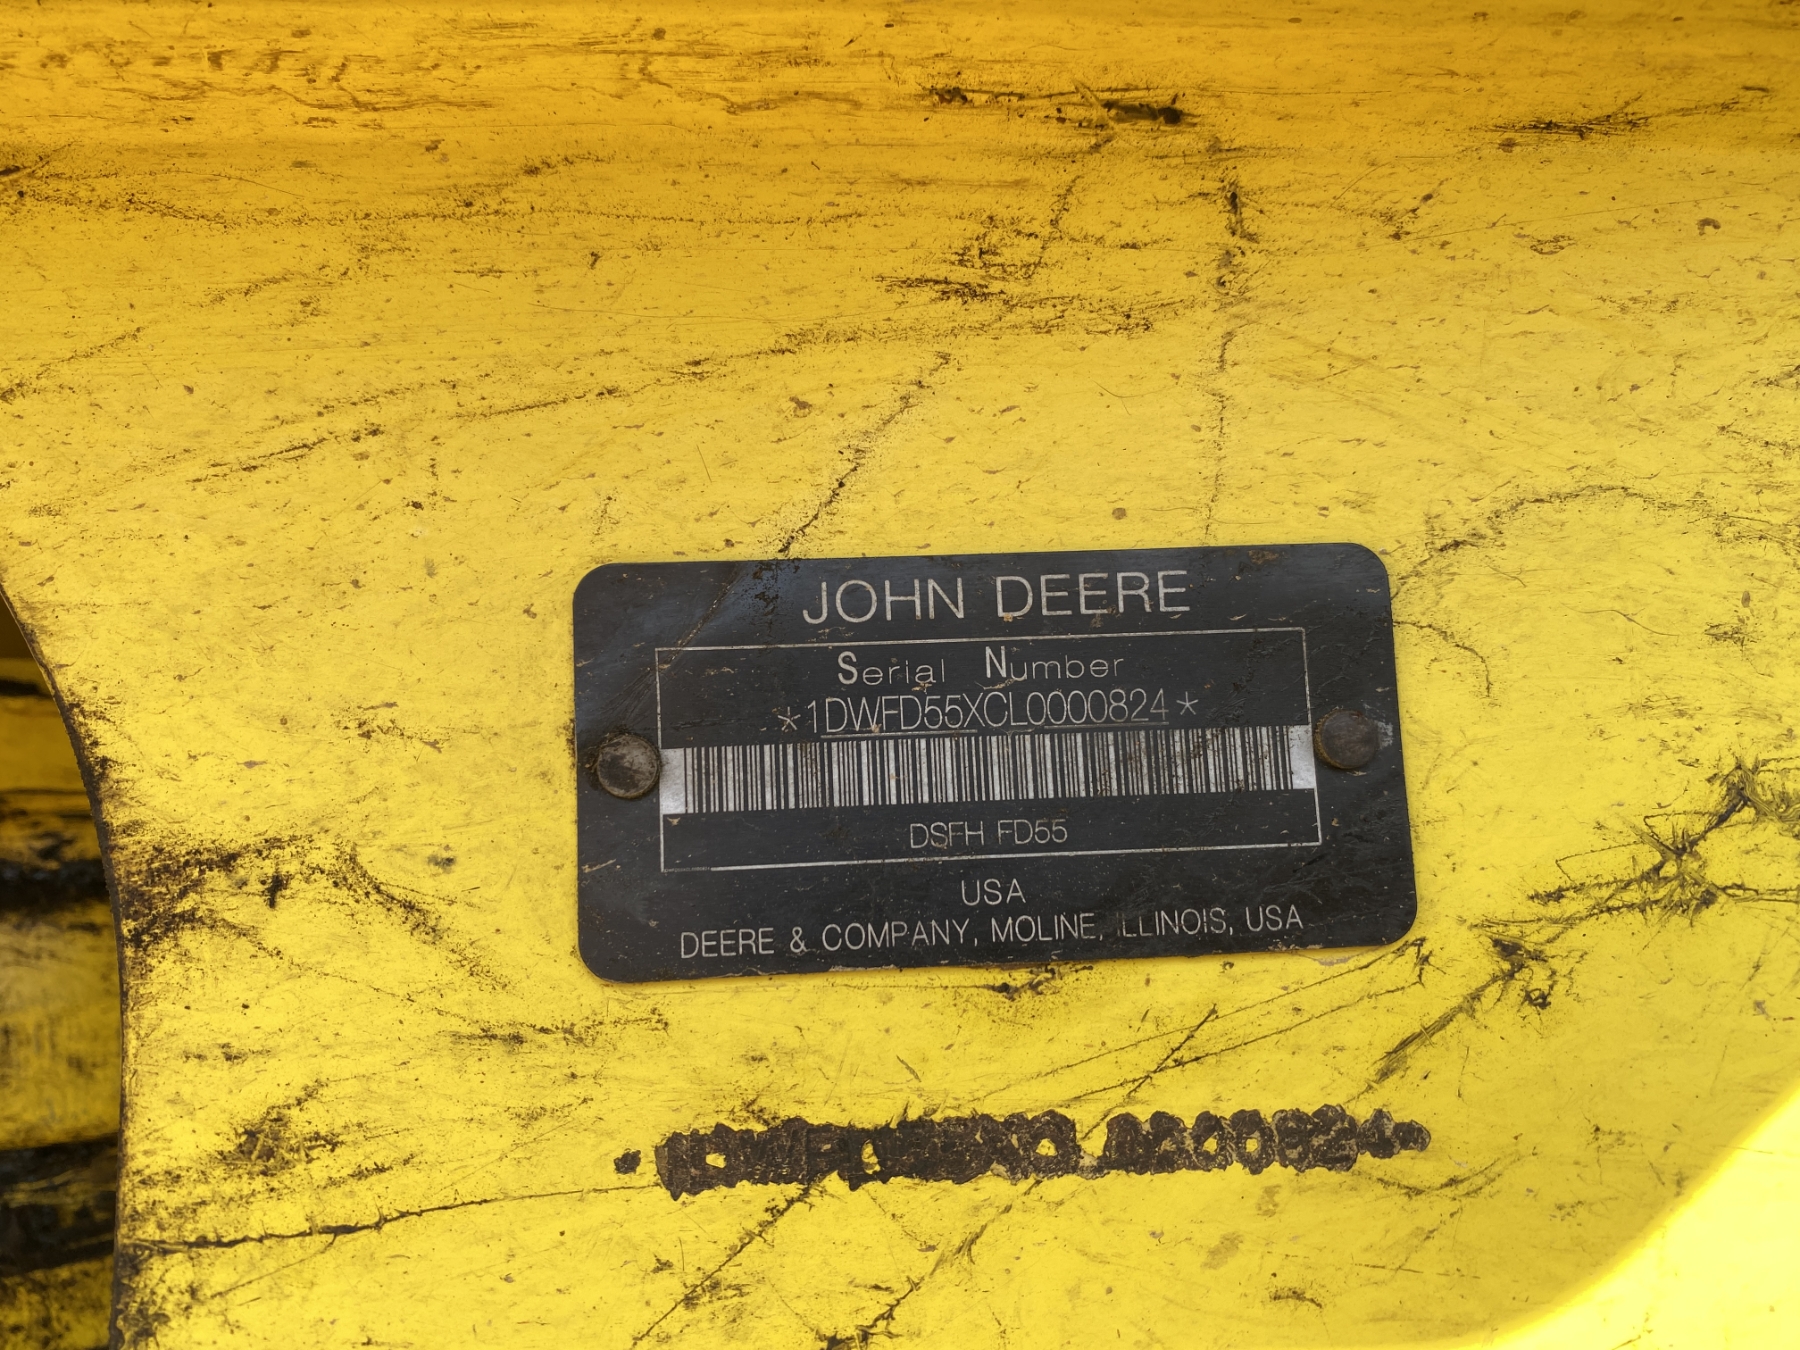 JOHN DEERE
Serial Number
*1DWFD55XCL0000824*
DSFH FD55
USA
DEERE & COMPANY, MOLINE, ILLINOIS, USA